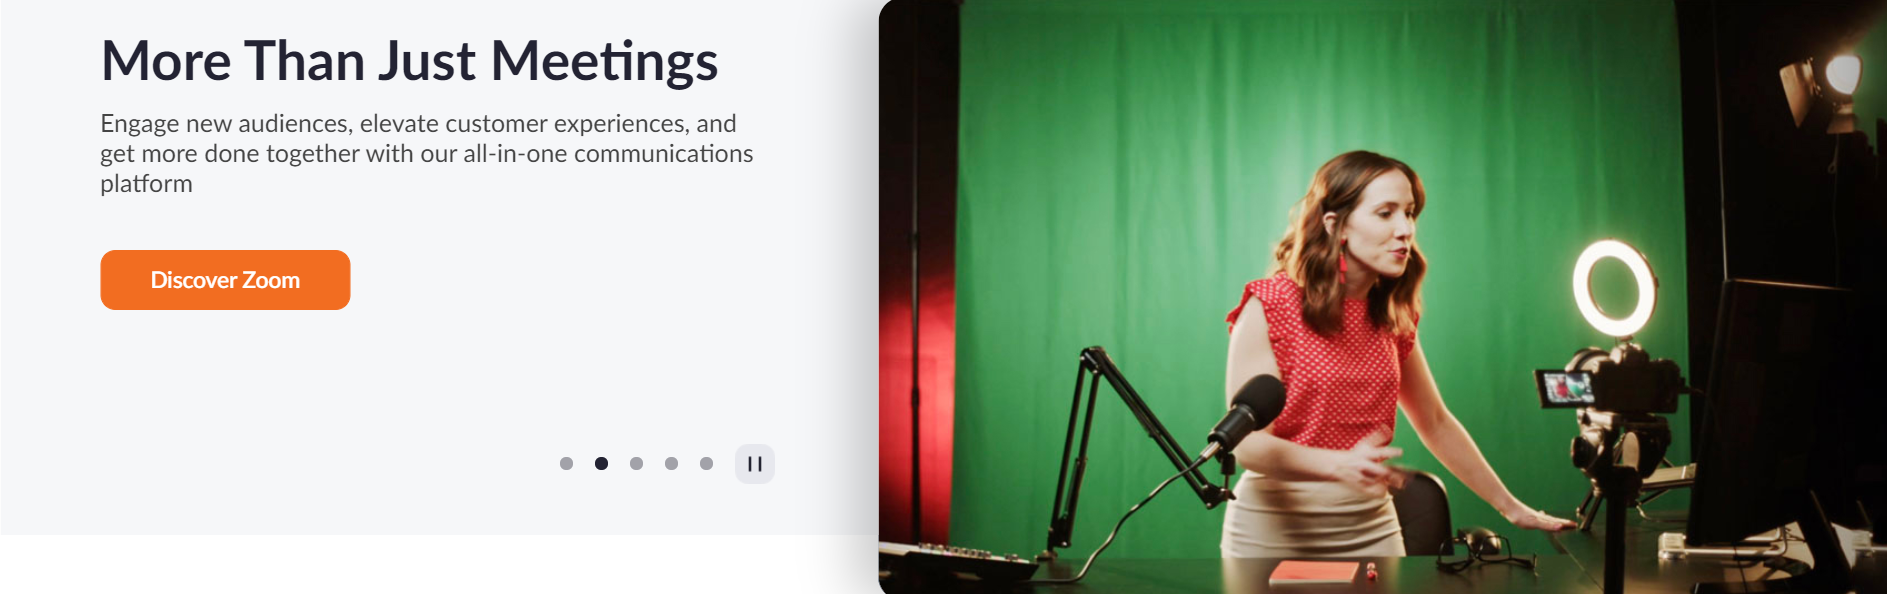 More Than Just Meetings
Engage new audiences, elevate customer experiences, and
get more done together with our all-in-one communications
platform
Discover Zoom